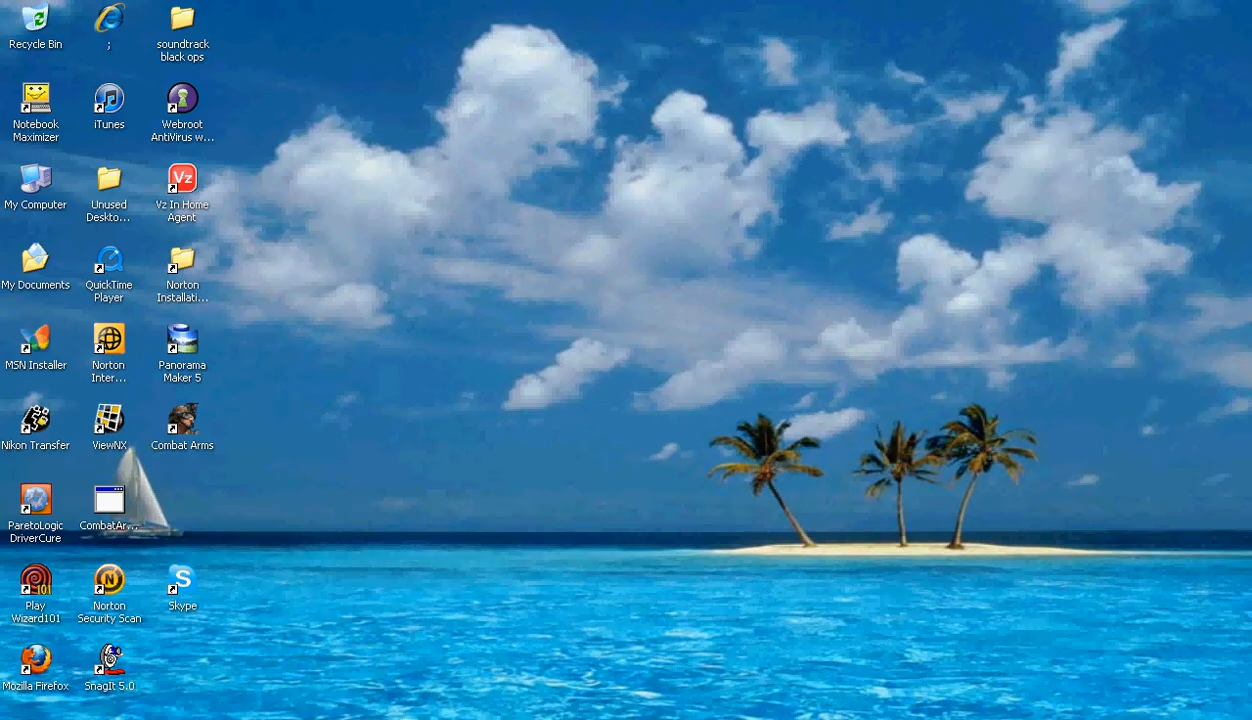 Recycle Bin
;
soundtrack
black ops
Notebook
Maximizer
iTunes
Webroot
AntiVirus w...
My Computer
Unused
Deskto...
Vz
Vz In Home
Agent
My Documents
QuickTime
Player
Norton
Installati...
MSN Installer
Norton
Inter...
Panorama
Maker 5
Nikon Transfer
ViewNX
Combat Arms
ParetoLogic
DriverCure
CombatAr...
101
Play
Wizard101
N
Norton
Security Scan
S
Skype
Mozilla Firefox
SnagIt 5.0